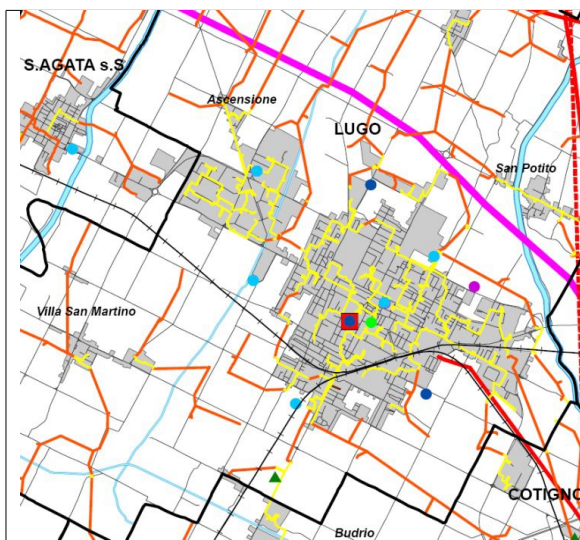 S.AGATA s.S
Ascensione
LUGO
San Potito
Villa San Martino
COTIGNO
Budrio